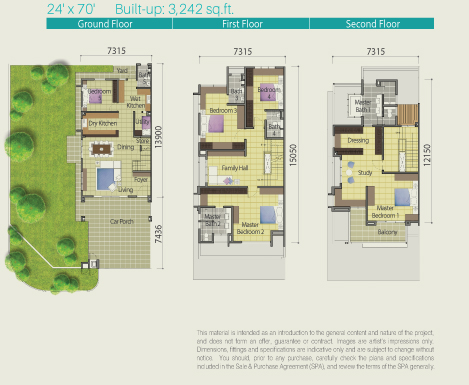 24' x 70' Built-up: 3,242 sq.ft.
Ground Floor
First Floor
Second Floor
7315
7315
7315
Yard
Bath
5
Bedroom
Wet
Kitchen
Dry Kitchen
Utility
Store
Dining
Foyer
Living
Car Porch
13900
7436
Bath
3
Bedroom
4
Bedroom 3
Bath
4
Family Hall
Master
Bath 2
Master
Bedroom 2
15050
Master
Bath 1
Dressing
Study
Master
Bedroom 1
Balcony
12150
This material is intended as an introduction to the general content and nature of the project,
and does not form an offer, guarantee or contract. Images are artist's impressions only.
Dimensions, fittings and specifications are indicative only and are subject to change without
notice. You should, prior to any purchase, carefully check the plans and specifications
included in the Sale & Purchase Agreement (SPA), and review the terms of the SPA generally.